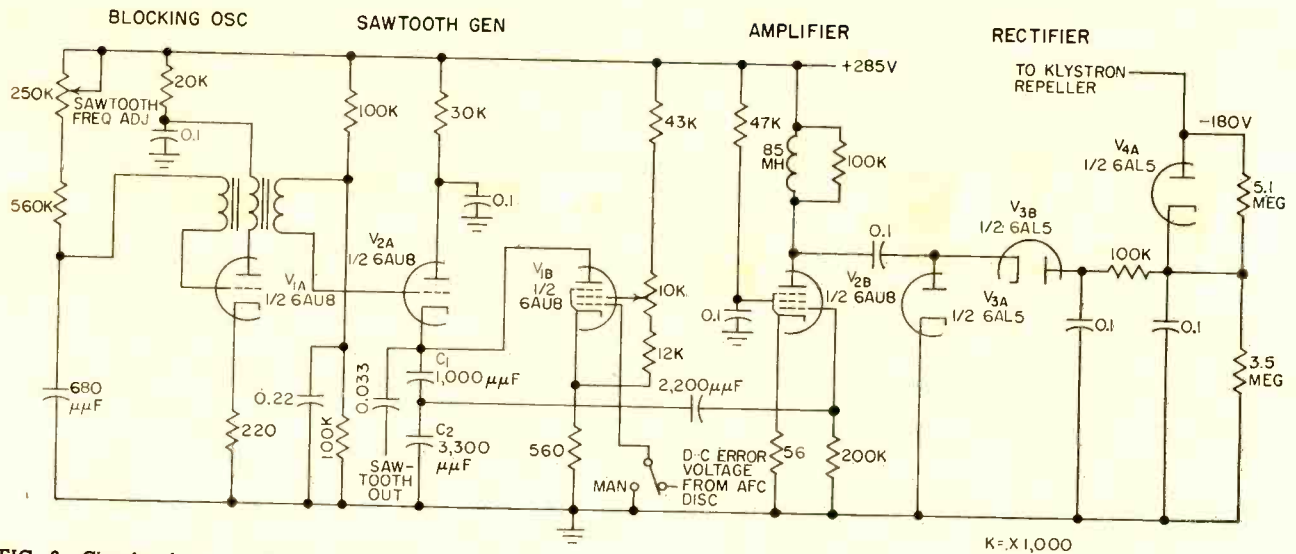 BLOCKING OSC
SAWTOOTH GEN
AMPLIFIER
RECTIFIER
+285V
TO KLYSTRON
REPELLER
-180V
250K
SAWTOOTH
FREQ ADJ
20K
0.1
100K
30K
0.1
43K
47K
85
MH
100K
V4A
1/2 6AL5
5.1
MEG
560K
V1A
1/2 6AU8
V2A
1/2 6AU8
V1B
1/2
6AU8
10K
12K
0.1
0.1
V2B
1/2 6AU8
V3B
1/2 6AL5
V3A
1/2 6AL5
100K
0.1
0.1
3.5
MEG
680
μμF
220
0.22
100K
0.033
SAW-
TOOTH
OUT
C1
1,000 μμF
C2
3,300
μμF
2,200μμF
560
MAN
D-C ERROR
VOLTAGE
FROM AFC
DISC
56
200K
K=X1,000